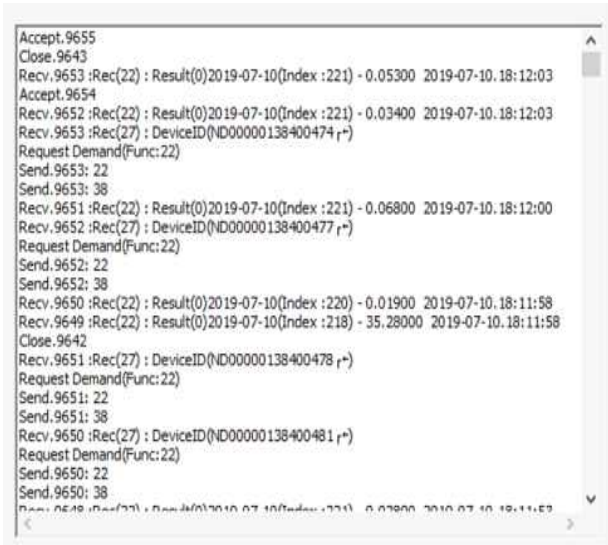 Accept.9655
Close.9643
Recv.9653 :Rec(22) : Result(0)2019-07-10(Index :221) - 0.05300 2019-07-10.18:12:03
Accept.9654
Recv.9652 :Rec(22) : Result(0)2019-07-10(Index :221) - 0.03400 2019-07-10.18:12:03
Recv.9653 :Rec(27) : DeviceID(ND00000138400474┌←)
Request Demand(Func:22)
Send.9653: 22
Send.9653: 38
Recv.9651 :Rec(22) : Result(0)2019-07-10(Index :221) - 0.06800 2019-07-10.18:12:00
Recv.9652 :Rec(27) : DeviceID(ND00000138400477┌←)
Request Demand(Func:22)
Send.9652: 22
Send.9652: 38
Recv.9650 :Rec(22) : Result(0)2019-07-10(Index :220) - 0.01900 2019-07-10.18:11:58
Recv.9649 :Rec(22) : Result(0)2019-07-10(Index :218) - 35.28000 2019-07-10.18:11:58
Close.9642
Recv.9651 :Rec(27) : DeviceID(ND00000138400478┌←)
Request Demand(Func:22)
Send.9651: 22
Send.9651: 38
Recv.9650 :Rec(27) : DeviceID(ND00000138400481┌←)
Request Demand(Func:22)
Send.9650: 22
Send.9650: 38